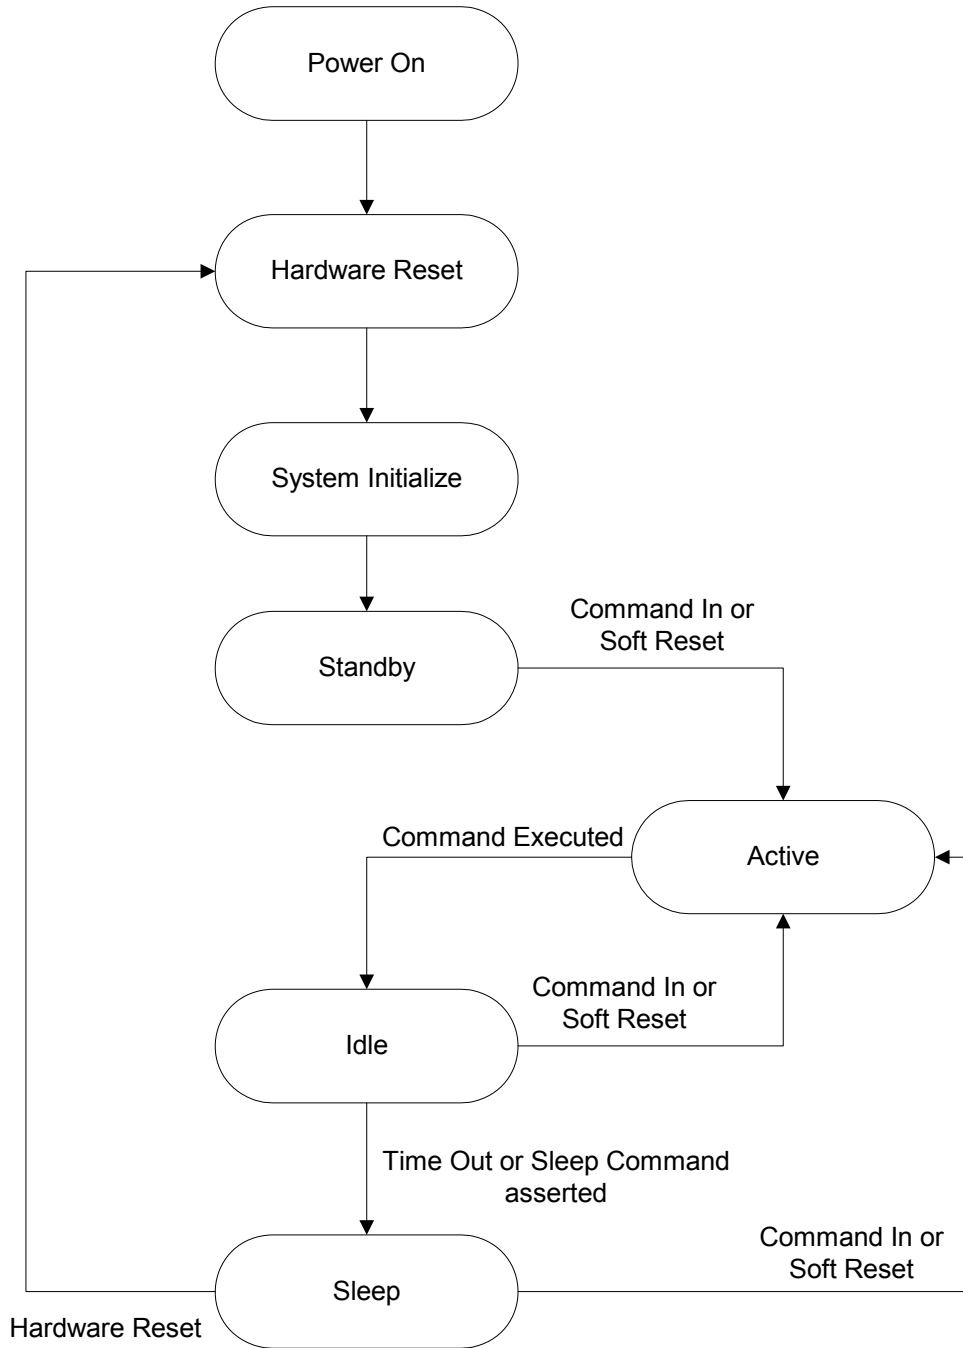 Power On
Hardware Reset
System Initialize
Command In or
Soft Reset
Standby
Command Executed
Active
Command In or
Soft Reset
Idle
Time Out or Sleep Command
asserted
Command In or
Soft Reset
Sleep
Hardware Reset